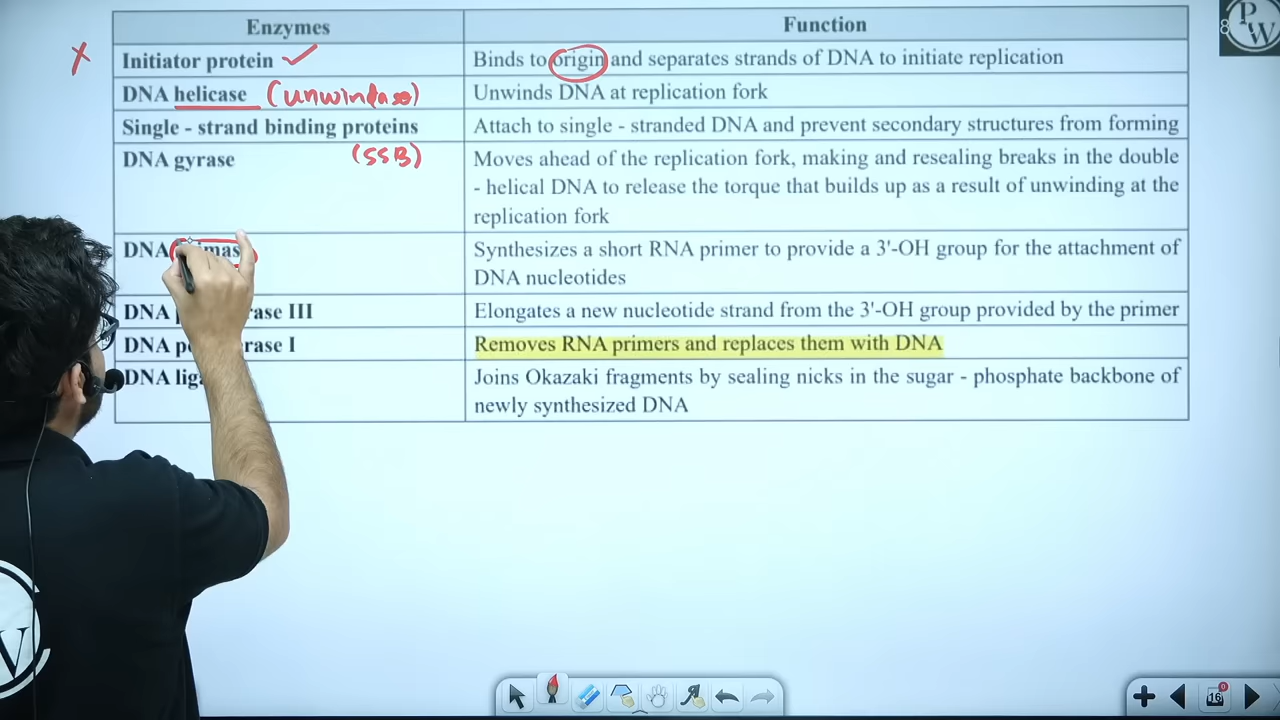 Enzymes Function
P
W
8
X Initiator protein ✓ Binds to origin and separates strands of DNA to initiate replication
DNA helicase (unwindase) Unwinds DNA at replication fork
Single - strand binding proteins Attach to single - stranded DNA and prevent secondary structures from forming
(SSB)
DNA gyrase Moves ahead of the replication fork, making and resealing breaks in the double
- helical DNA to release the torque that builds up as a result of unwinding at the
replication fork
DNA Synthesizes a short RNA primer to provide a 3'-OH group for the attachment of
DNA nucleotides
DNA III Elongates a new nucleotide strand from the 3'-OH group provided by the primer
DNA I Removes RNA primers and replaces them with DNA
DNA Joins Okazaki fragments by sealing nicks in the sugar - phosphate backbone of
newly synthesized DNA
16